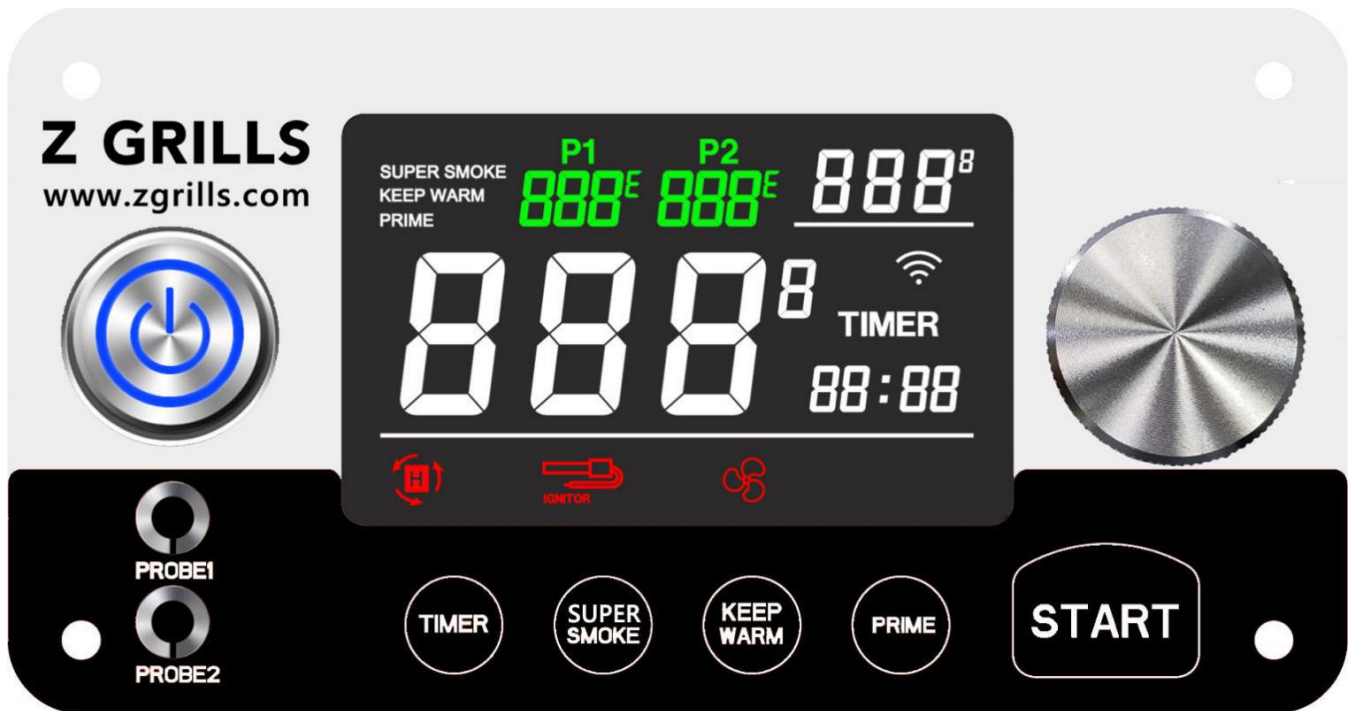 Z GRILLS
www.zgrills.com
SUPER SMOKE
KEEP WARM
PRIME
P1
888E
P2
888E
8888
8888
TIMER
88:88
H
IGNITOR
PROBE1
PROBE2
TIMER
SUPER
SMOKE
KEEP
WARM
PRIME
START